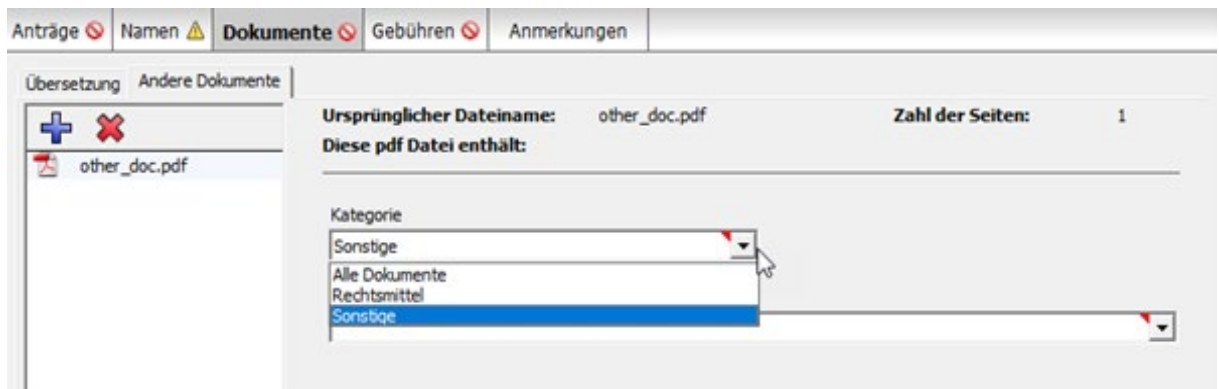 Anträge Namen Dokumente Gebühren Anmerkungen
Übersetzung Andere Dokumente
Ursprünglicher Dateiname: other_doc.pdf Zahl der Seiten: 1
Diese pdf Datei enthält:
other_doc.pdf
Kategorie
Sonstige
Alle Dokumente
Rechtsmittel
Sonstige